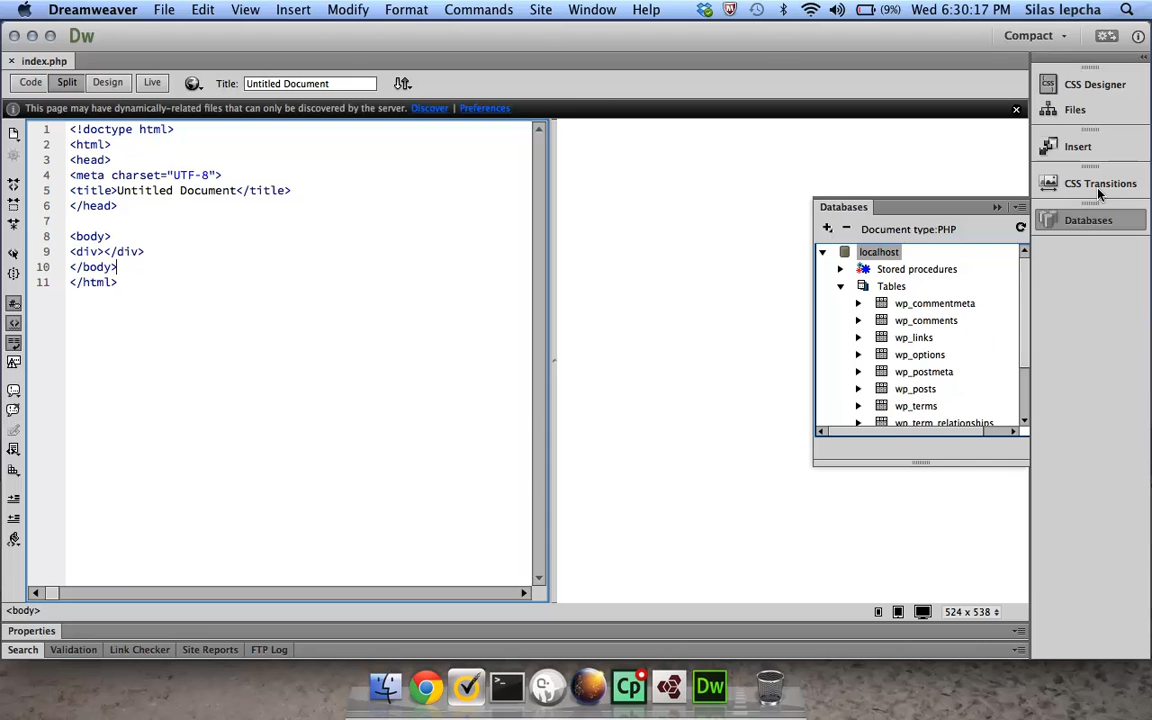 Dreamweaver File Edit View Insert Modify Format Commands Site Window Help (9%) Wed 6:30:17 PM Silas lepcha
Dw Compact
index.php
Code Split Design Live Title: Untitled Document
This page may have dynamically-related files that can only be discovered by the server. Discover Preferences
1 <!doctype html>
2 <html>
3 <head>
4 <meta charset="UTF-8">
5 <title>Untitled Document</title>
6 </head>
7
8 <body>
9 <div></div>
10 </body>
11 </html>
Databases
Document type:PHP
localhost
Stored procedures
Tables
wp_commentmeta
wp_comments
wp_links
wp_options
wp_postmeta
wp_posts
wp_terms
wp_term_relationships
CSS Designer
Files
Insert
CSS Transitions
Databases
<body> 524 x 538
Properties
Search Validation Link Checker Site Reports FTP Log
Cp Dw